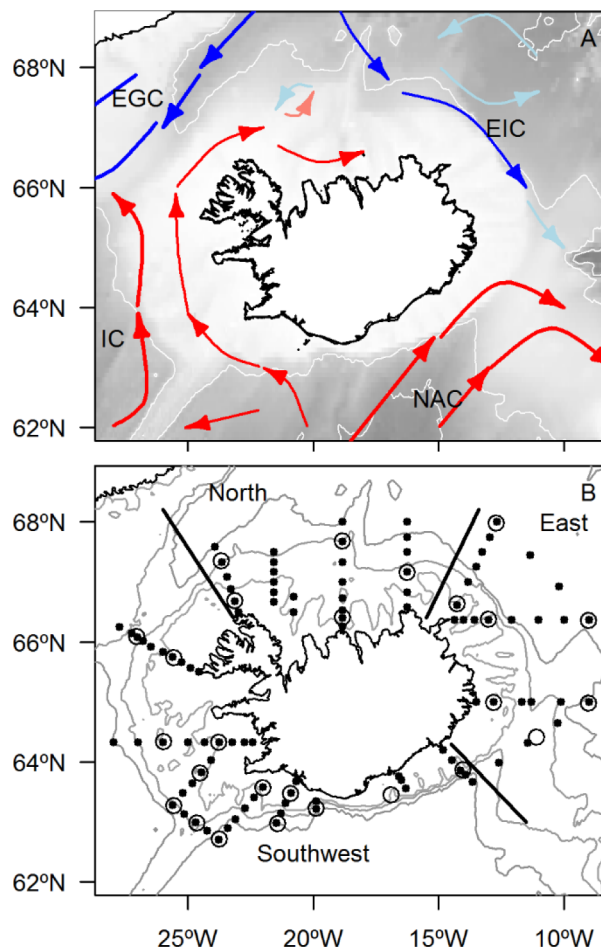 A
68ºN
EGC
EIC
66ºN
64ºN
IC
NAC
62ºN
B
North
East
68ºN
66ºN
64ºN
Southwest
62ºN
25ºW 20ºW 15ºW 10ºW